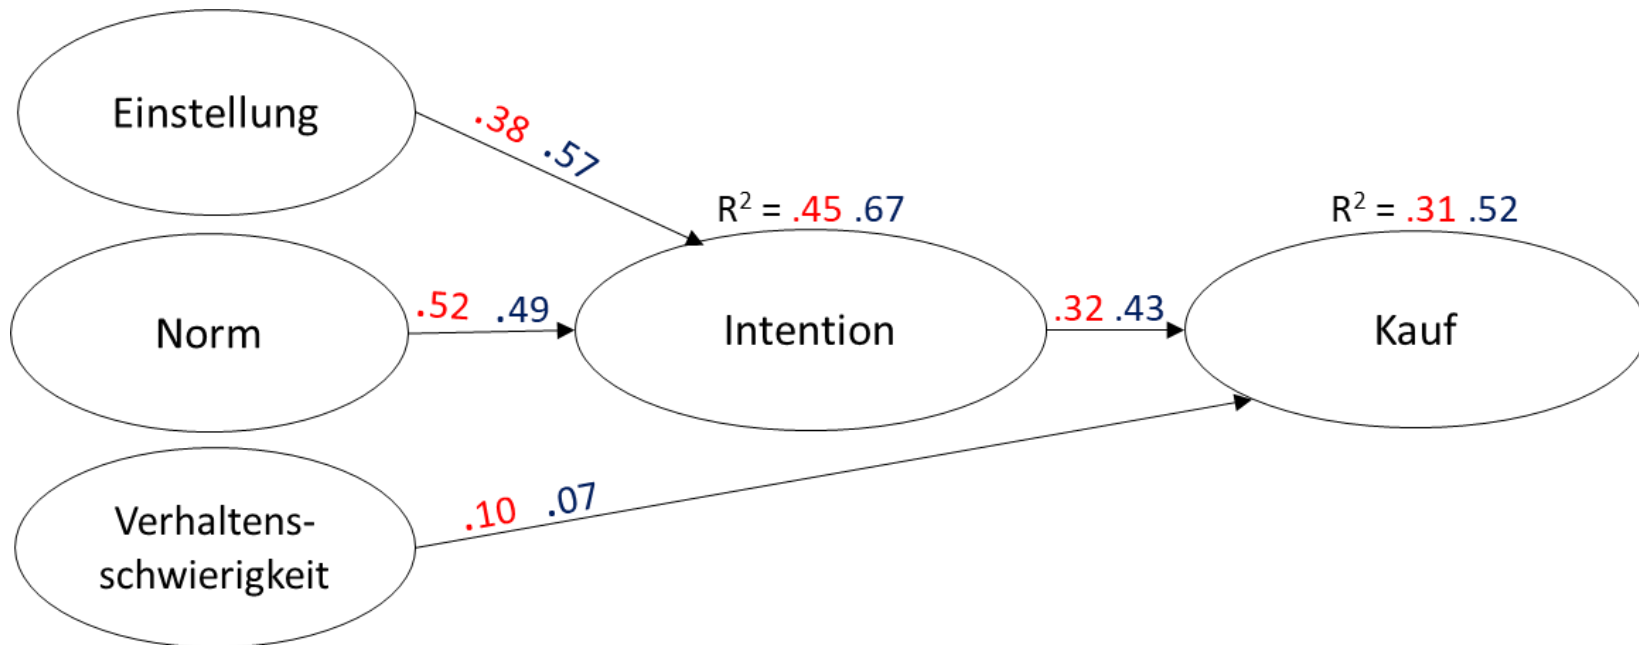 Einstellung
.38 .57
R² = .45 .67
R² = .31 .52
Norm
.52 .49
Intention
.32 .43
Kauf
Verhaltens-
schwierigkeit
.10 .07